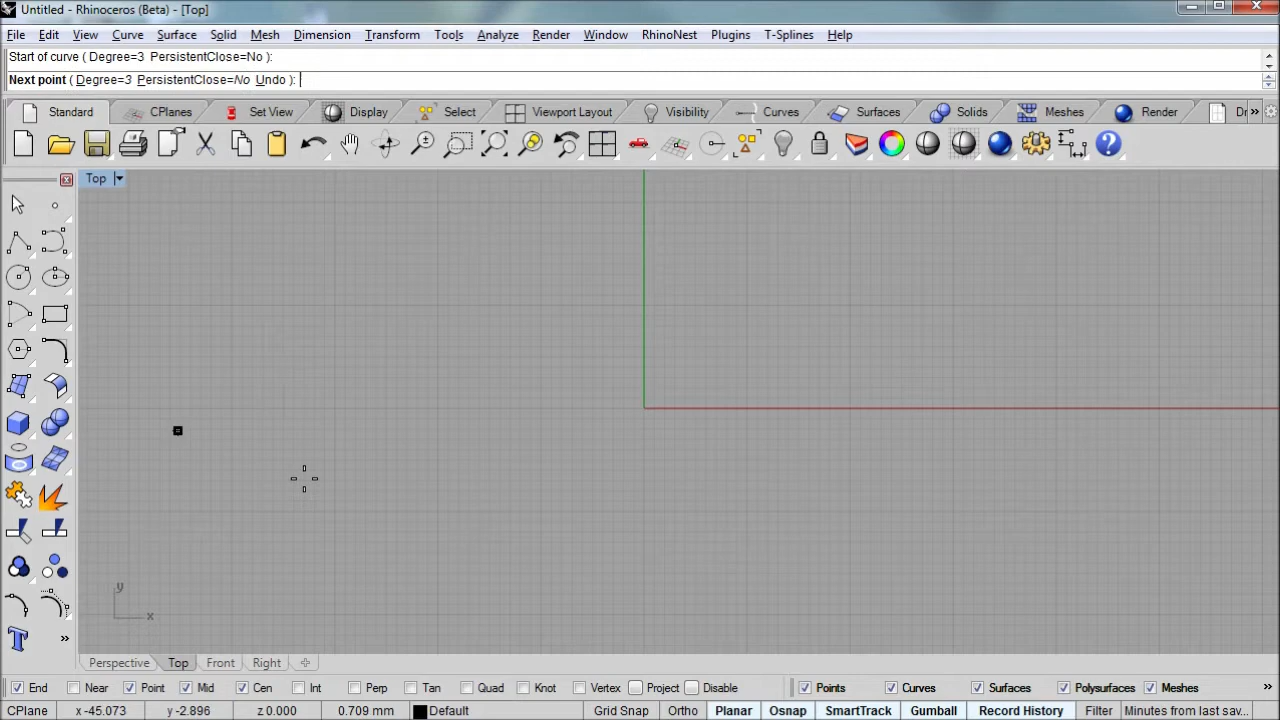 Untitled - Rhinoceros (Beta) - [Top]
File Edit View Curve Surface Solid Mesh Dimension Transform Tools Analyze Render Window RhinoNest Plugins T-Splines Help
Start of curve ( Degree=3 PersistentClose=No ):
Next point ( Degree=3 PersistentClose=No Undo ):
Standard CPlanes Set View Display Select Viewport Layout Visibility Curves Surfaces Solids Meshes Render Dr
Top
y
x
Perspective Top Front Right
End Near Point Mid Cen Int Perp Tan Quad Knot Vertex Project Disable Points Curves Surfaces Polysurfaces Meshes
CPlane x -45.073 y -2.896 z 0.000 0.709 mm Default Grid Snap Ortho Planar Osnap SmartTrack Gumball Record History Filter Minutes from last sav...